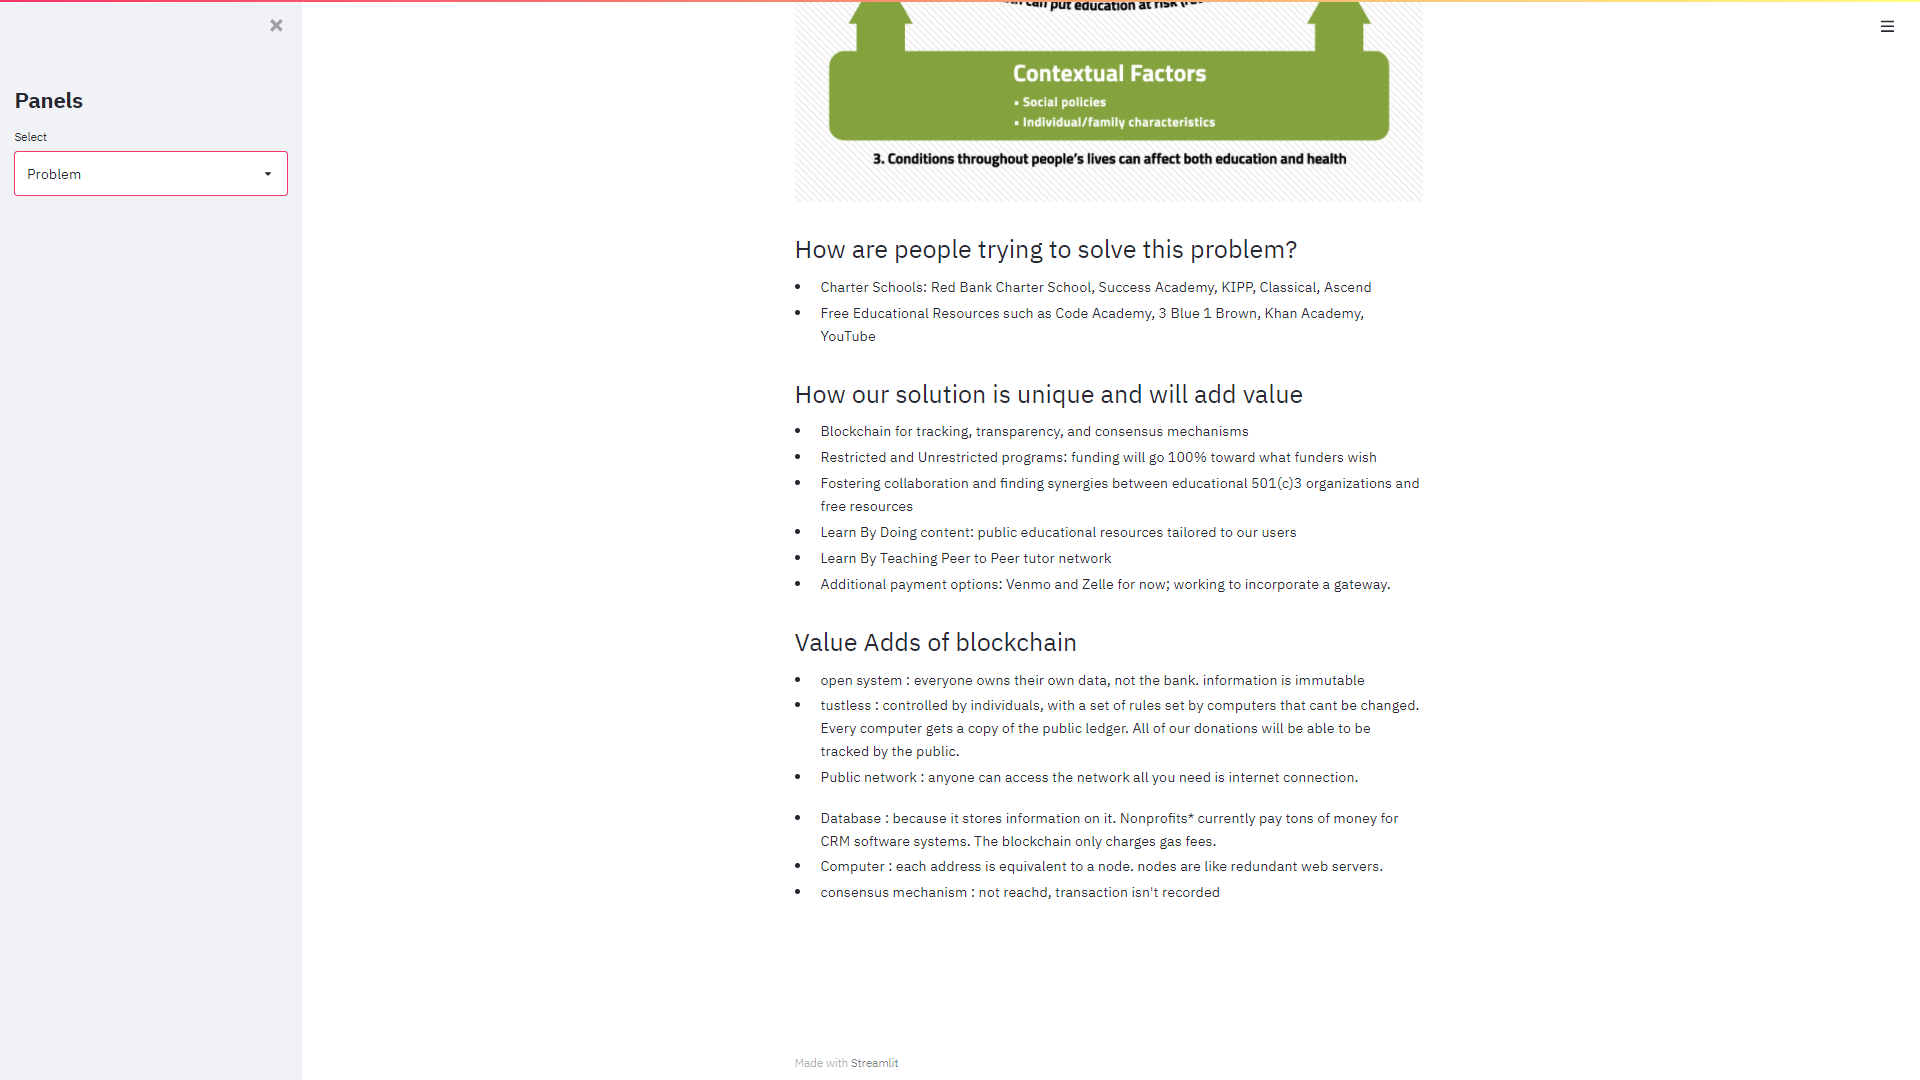 Panels
Select
Problem
can put education at risk
Contextual Factors
▪ Social policies
▪ Individual/family characteristics
3. Conditions throughout people's lives can affect both education and health
How are people trying to solve this problem?
• Charter Schools: Red Bank Charter School, Success Academy, KIPP, Classical, Ascend
• Free Educational Resources such as Code Academy, 3 Blue 1 Brown, Khan Academy,
YouTube
How our solution is unique and will add value
• Blockchain for tracking, transparency, and consensus mechanisms
• Restricted and Unrestricted programs: funding will go 100% toward what funders wish
• Fostering collaboration and finding synergies between educational 501(c)3 organizations and
free resources
• Learn By Doing content: public educational resources tailored to our users
• Learn By Teaching Peer to Peer tutor network
• Additional payment options: Venmo and Zelle for now; working to incorporate a gateway.
Value Adds of blockchain
• open system : everyone owns their own data, not the bank. information is immutable
• tustless : controlled by individuals, with a set of rules set by computers that cant be changed.
Every computer gets a copy of the public ledger. All of our donations will be able to be
tracked by the public.
• Public network : anyone can access the network all you need is internet connection.
• Database : because it stores information on it. Nonprofits* currently pay tons of money for
CRM software systems. The blockchain only charges gas fees.
• Computer : each address is equivalent to a node. nodes are like redundant web servers.
• consensus mechanism : not reachd, transaction isn't recorded
Made with Streamlit